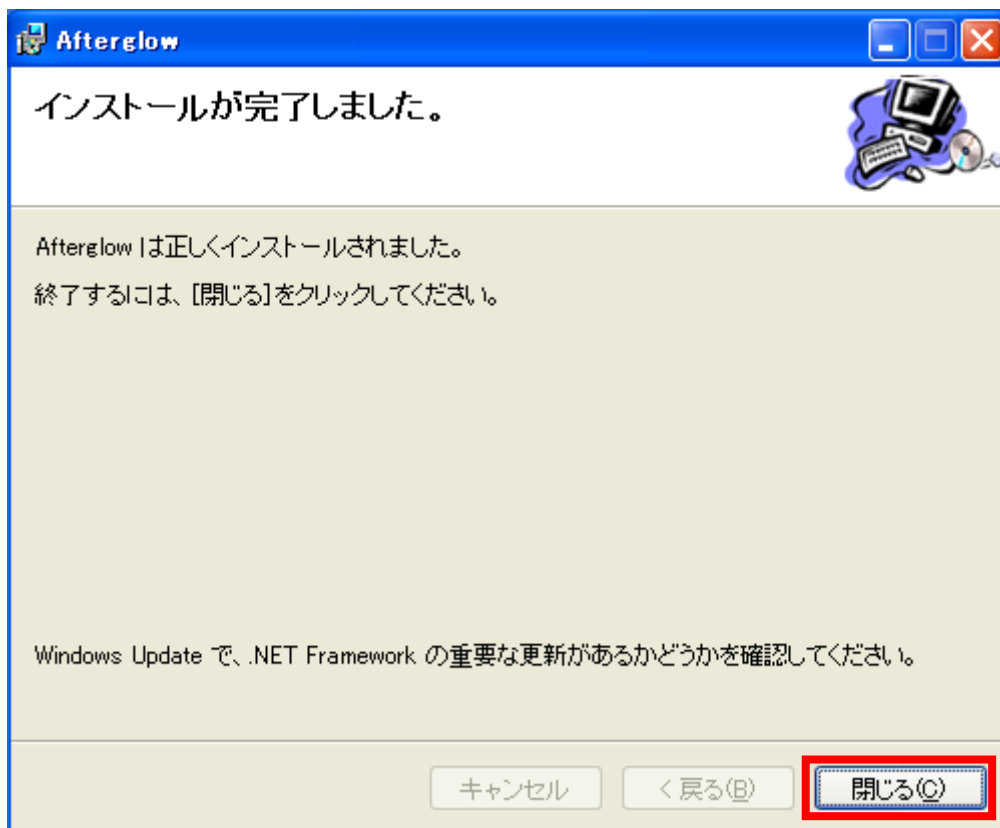 Afterglow
インストールが完了しました。
Afterglow は正しくインストールされました。
終了するには、[閉じる]をクリックしてください。
Windows Update で、.NET Framework の重要な更新があるかどうかを確認してください。
キャンセル
< 戻る(B)
閉じる(C)